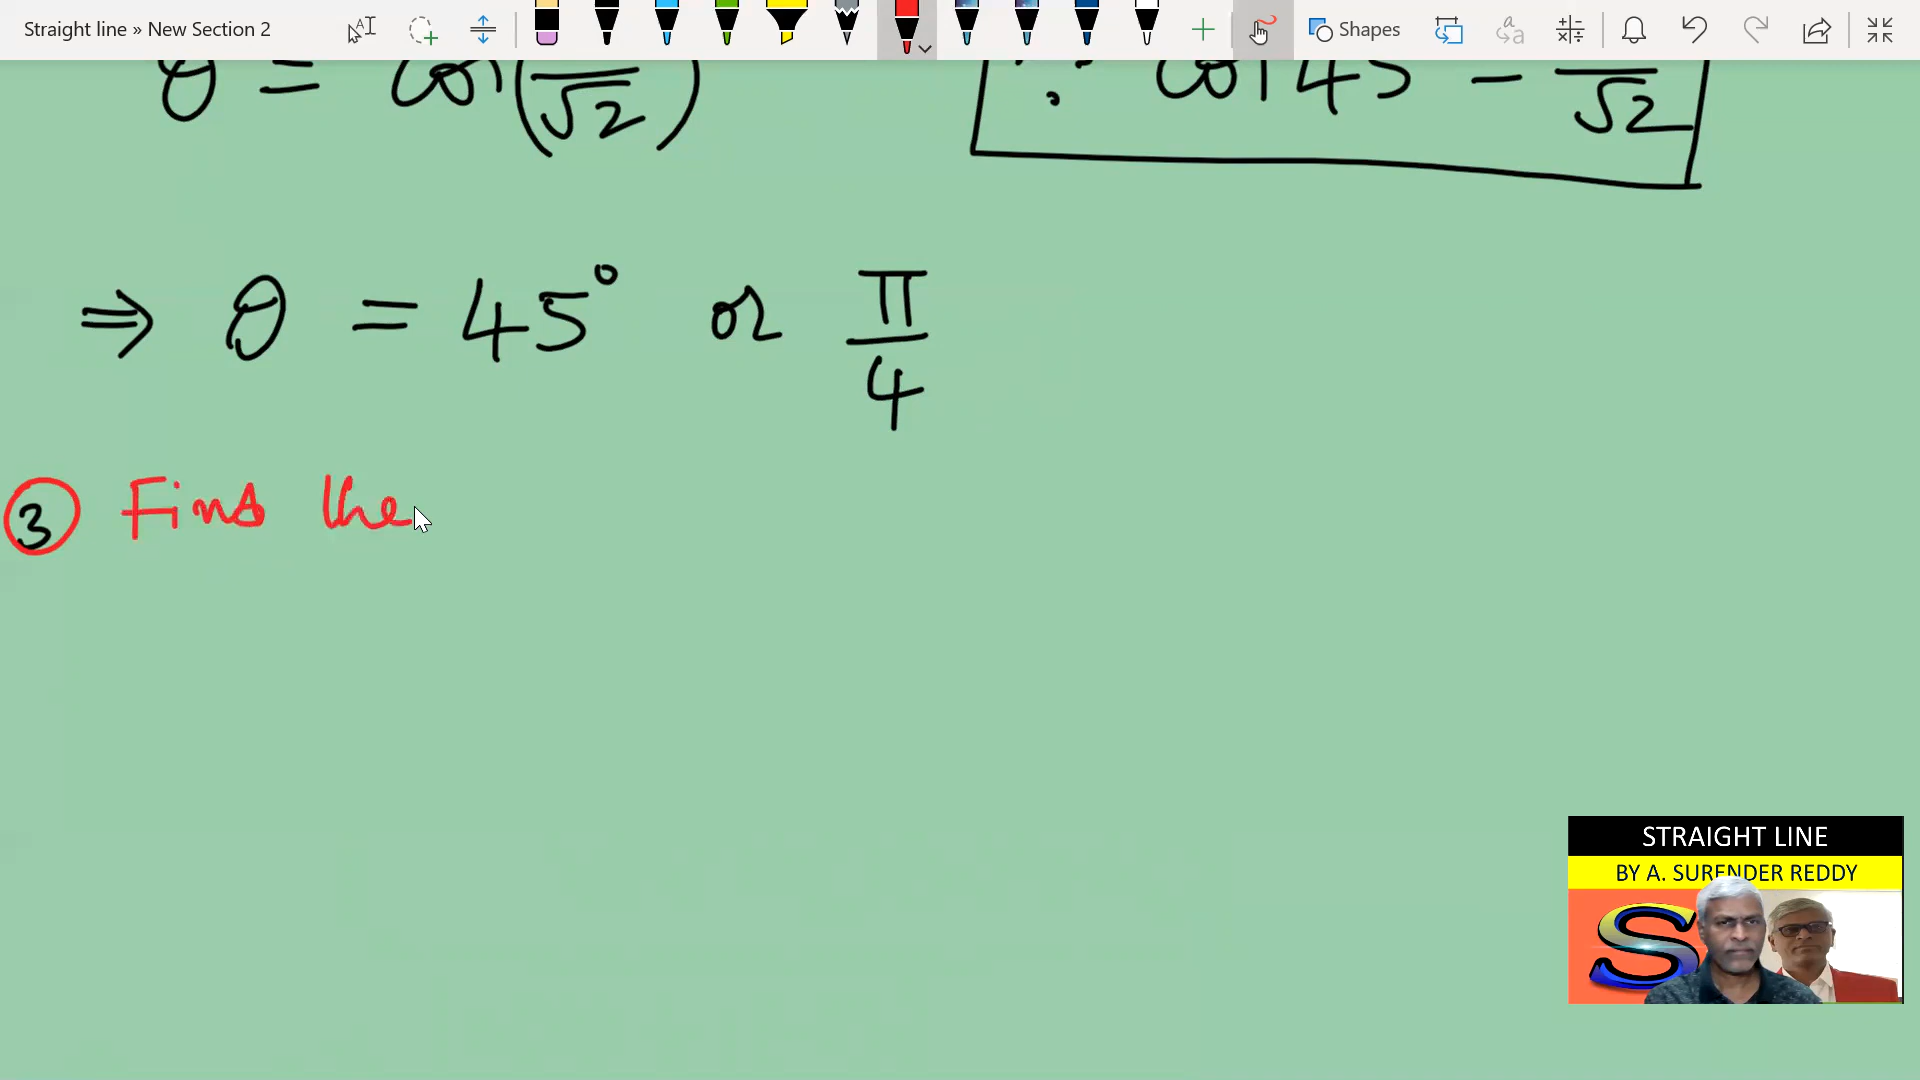 Straight line » New Section 2
Shapes
θ = cos⁻¹(1/√2)
∵ cos 45 = 1/√2
⇒ θ = 45° or π/4
③ Find the
STRAIGHT LINE
BY A. SURENDER REDDY
S